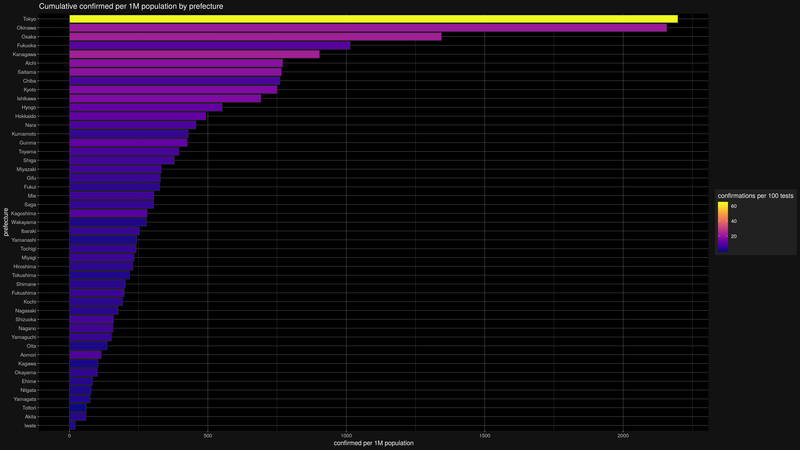 Cumulative confirmed per 1M population by prefecture
prefecture
Tokyo
Okinawa
Osaka
Fukuoka
Kanagawa
Aichi
Saitama
Chiba
Kyoto
Ishikawa
Hyogo
Hokkaido
Nara
Kumamoto
Gunma
Toyama
Shiga
Miyazaki
Gifu
Fukui
Mie
Saga
Kagoshima
Wakayama
Ibaraki
Yamanashi
Tochigi
Miyagi
Hiroshima
Tokushima
Shimane
Fukushima
Kochi
Nagasaki
Shizuoka
Nagano
Yamaguchi
Oita
Aomori
Kagawa
Okayama
Ehime
Niigata
Yamagata
Tottori
Akita
Iwate
0 500 1000 1500 2000
confirmed per 1M population
confirmations per 100 tests
60
40
20